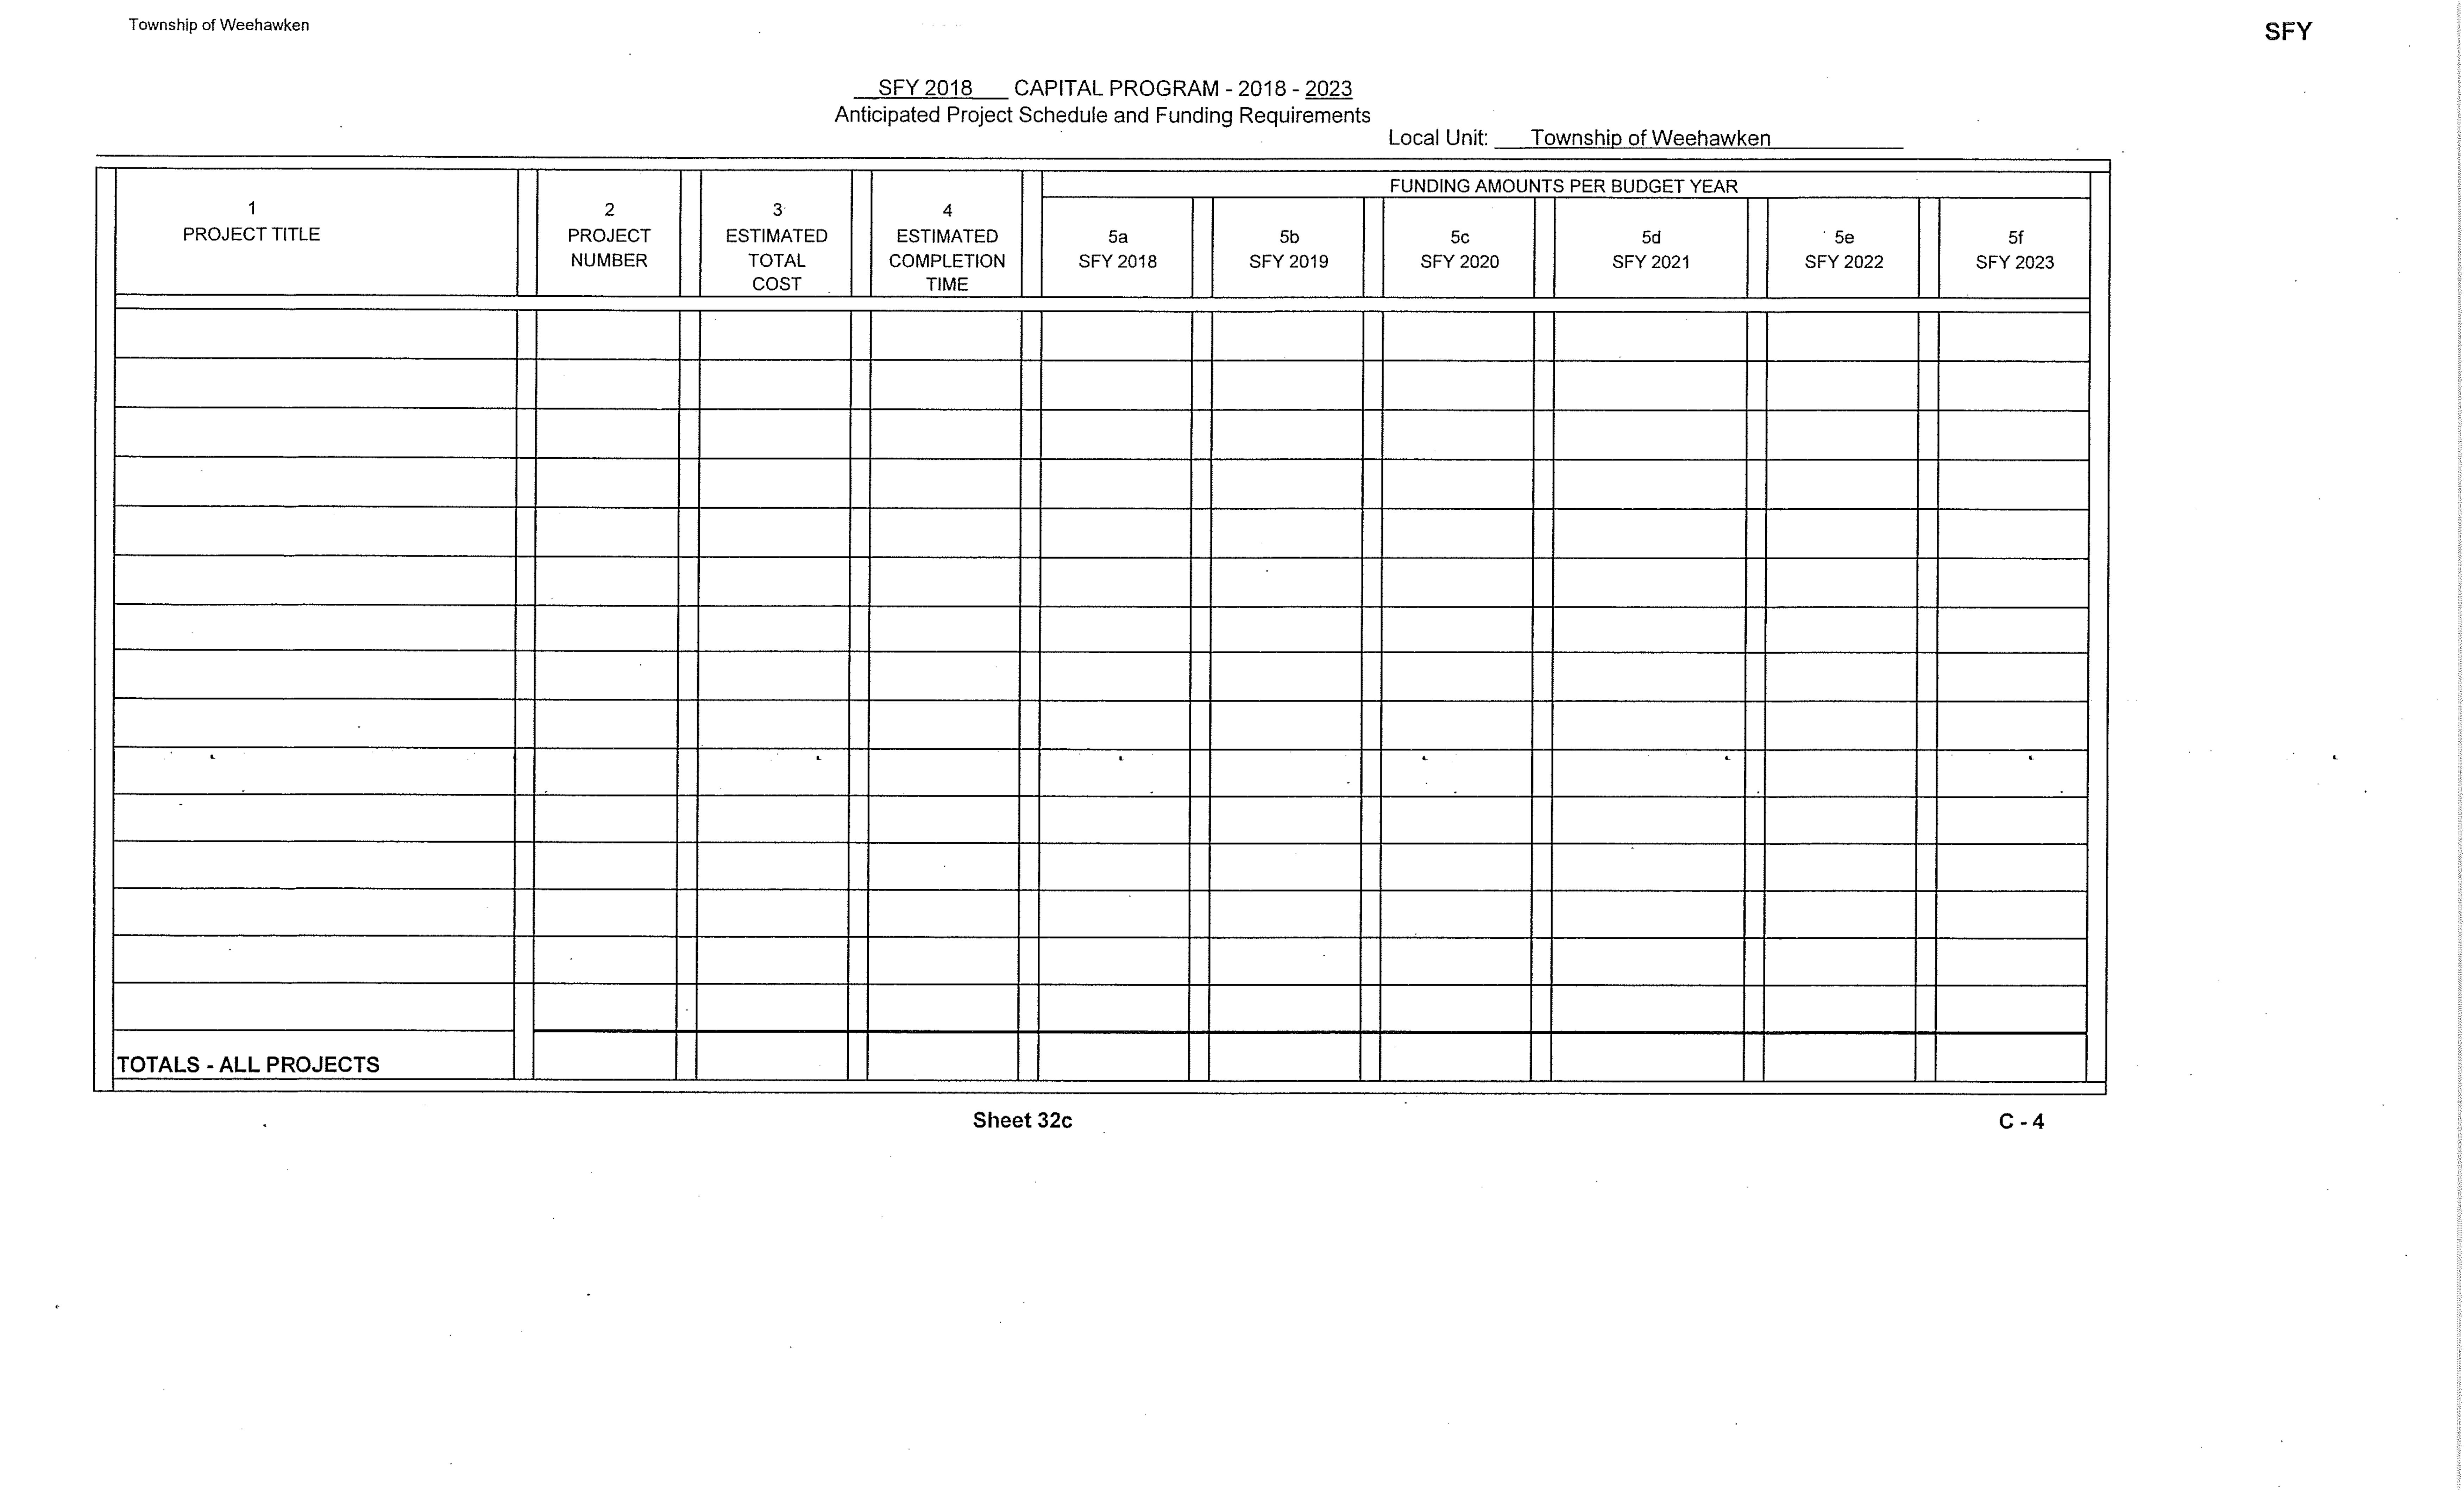 Township of Weehawken
SFY
SFY 2018 CAPITAL PROGRAM - 2018 - 2023
Anticipated Project Schedule and Funding Requirements
Local Unit: Township of Weehawken
FUNDING AMOUNTS PER BUDGET YEAR
1
PROJECT TITLE
2
PROJECT
NUMBER
3
ESTIMATED
TOTAL
COST
4
ESTIMATED
COMPLETION
TIME
5a
SFY 2018
5b
SFY 2019
5c
SFY 2020
5d
SFY 2021
5e
SFY 2022
5f
SFY 2023
TOTALS - ALL PROJECTS
Sheet 32c
C - 4